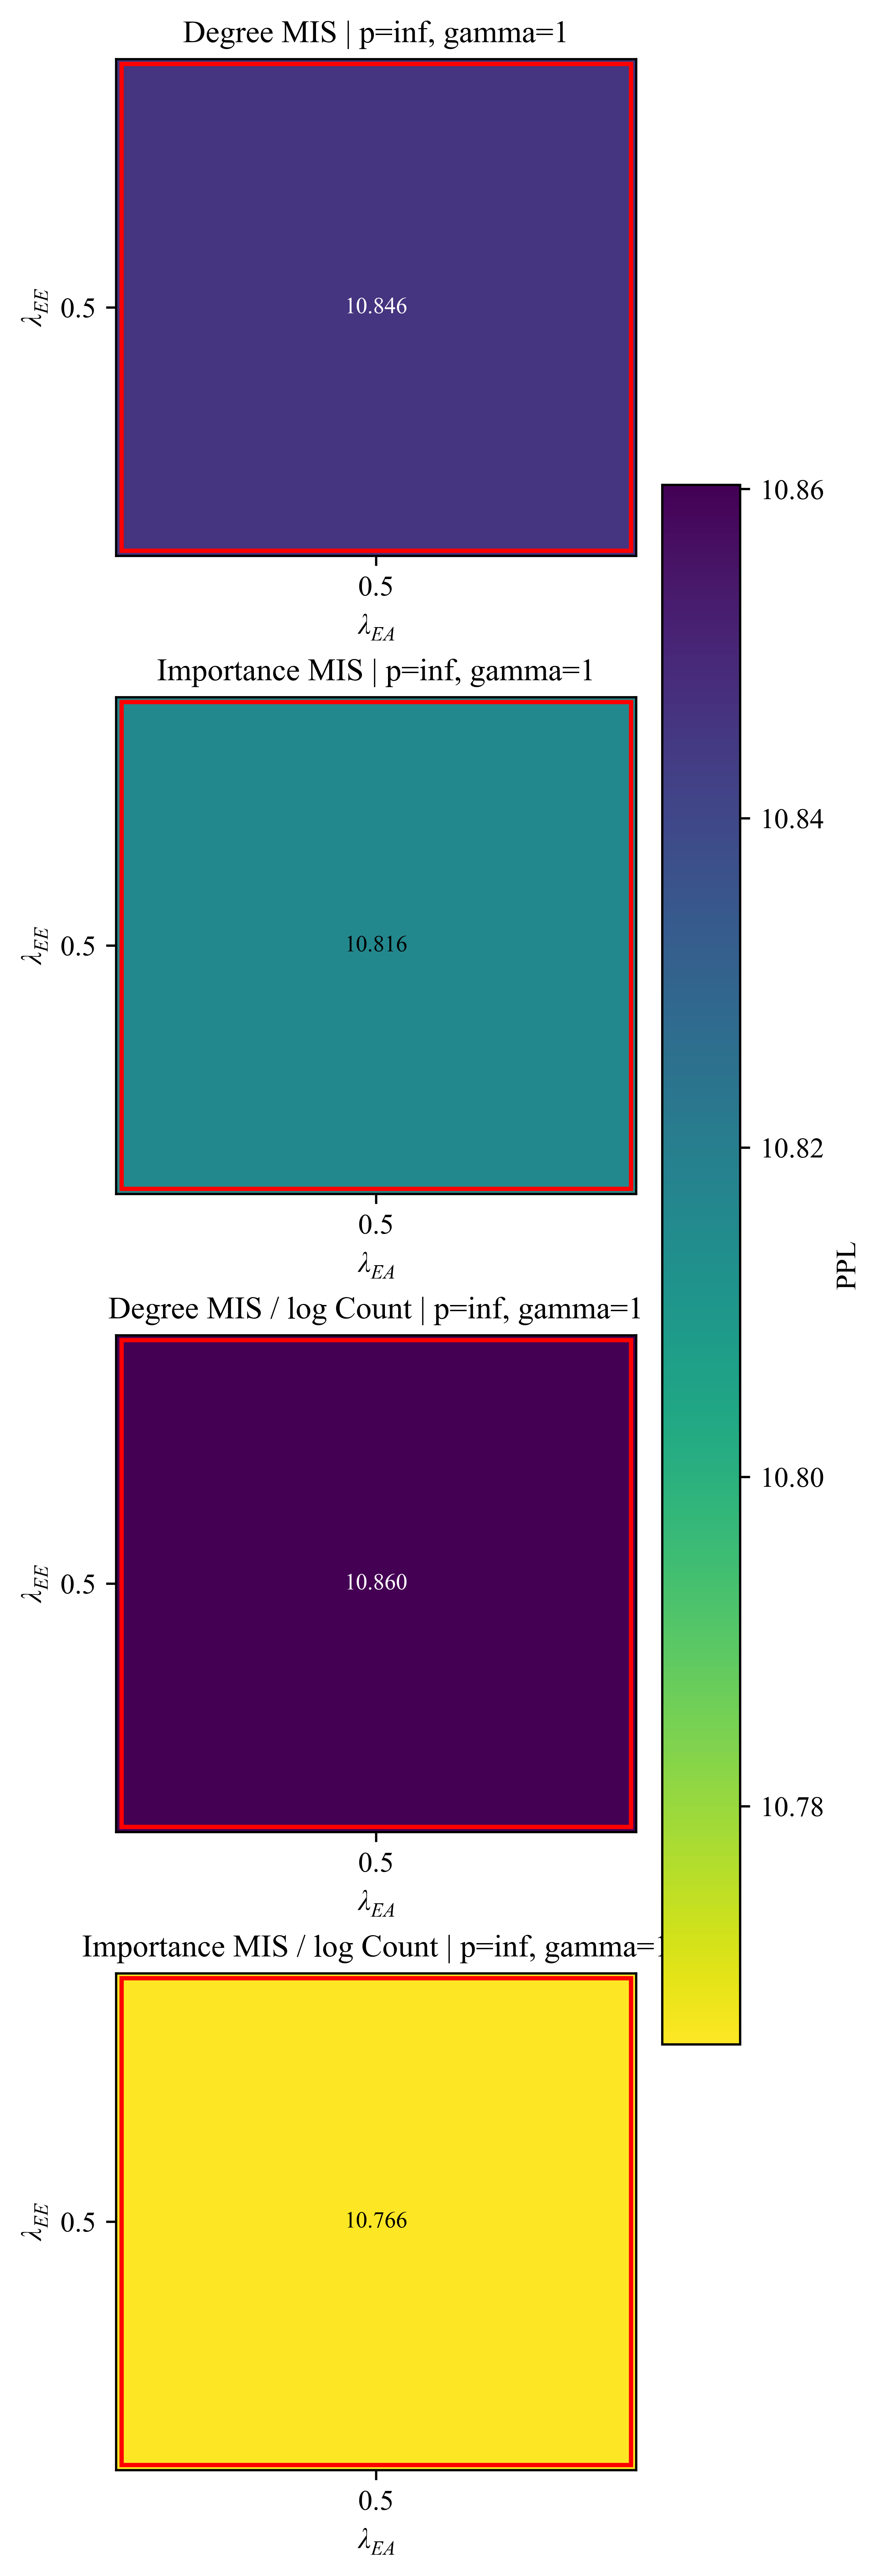 Degree MIS | p=inf, gamma=1
λEE
0.5
10.846
0.5
λEA
Importance MIS | p=inf, gamma=1
λEE
0.5
10.816
0.5
λEA
Degree MIS / log Count | p=inf, gamma=1
λEE
0.5
10.860
0.5
λEA
Importance MIS / log Count | p=inf, gamma=1
λEE
0.5
10.766
0.5
λEA
10.86
10.84
10.82
10.80
10.78
PPL